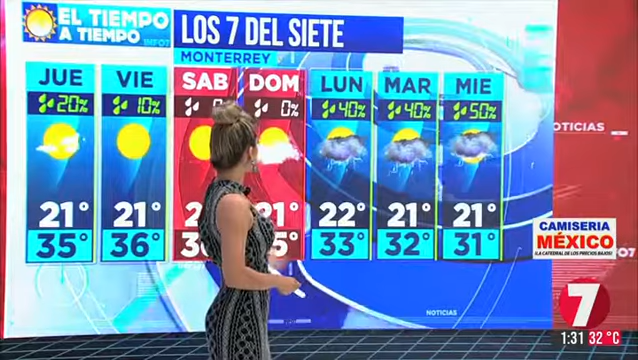 EL TIEMPO
A TIEMPO
INFO7
LOS 7 DEL SIETE
MONTERREY
JUE VIE SAB DOM LUN MAR MIE
20% 10% 0% 40% 40% 50%
21° 21° 21° 22° 21° 21°
35° 36° 33° 32° 31°
NOTICIAS
CAMISERIA
MÉXICO
¡LA CATEDRAL DE LOS PRECIOS BAJOS!
NOTICIAS
7
1:31 32 °C